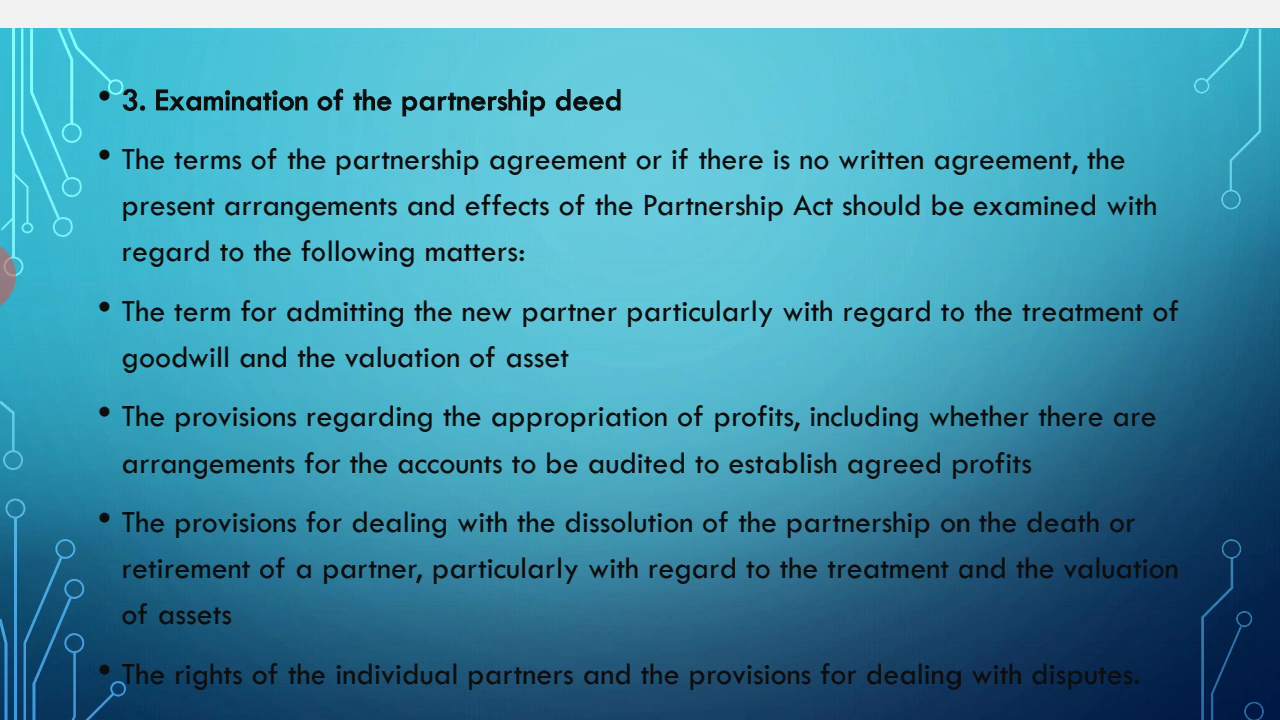 • 3. Examination of the partnership deed
• The terms of the partnership agreement or if there is no written agreement, the
present arrangements and effects of the Partnership Act should be examined with
regard to the following matters:
• The term for admitting the new partner particularly with regard to the treatment of
goodwill and the valuation of asset
• The provisions regarding the appropriation of profits, including whether there are
arrangements for the accounts to be audited to establish agreed profits
• The provisions for dealing with the dissolution of the partnership on the death or
retirement of a partner, particularly with regard to the treatment and the valuation
of assets
• The rights of the individual partners and the provisions for dealing with disputes.